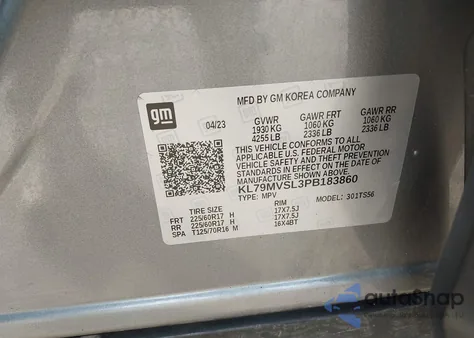 MFD BY GM KOREA COMPANY
gm
04/23
GVWR GAWR FRT GAWR RR
1930 KG 1060 KG 1060 KG
4255 LB 2336 LB 2336 LB
THIS VEHICLE CONFORMS TO ALL
APPLICABLE U.S. FEDERAL MOTOR
VEHICLE SAFETY AND THEFT PREVENTION
STANDARDS IN EFFECT ON THE DATE OF
MANUFACTURE SHOWN ABOVE.
KL79MVSL3PB183860
TYPE: MPV MODEL: 301TS56
TIRE SIZE RIM
FRT 225/60R17 H 17X7.5J
RR 225/60R17 H 17X7.5J
SPA T125/70R16 M 16X4BT
autoSnap